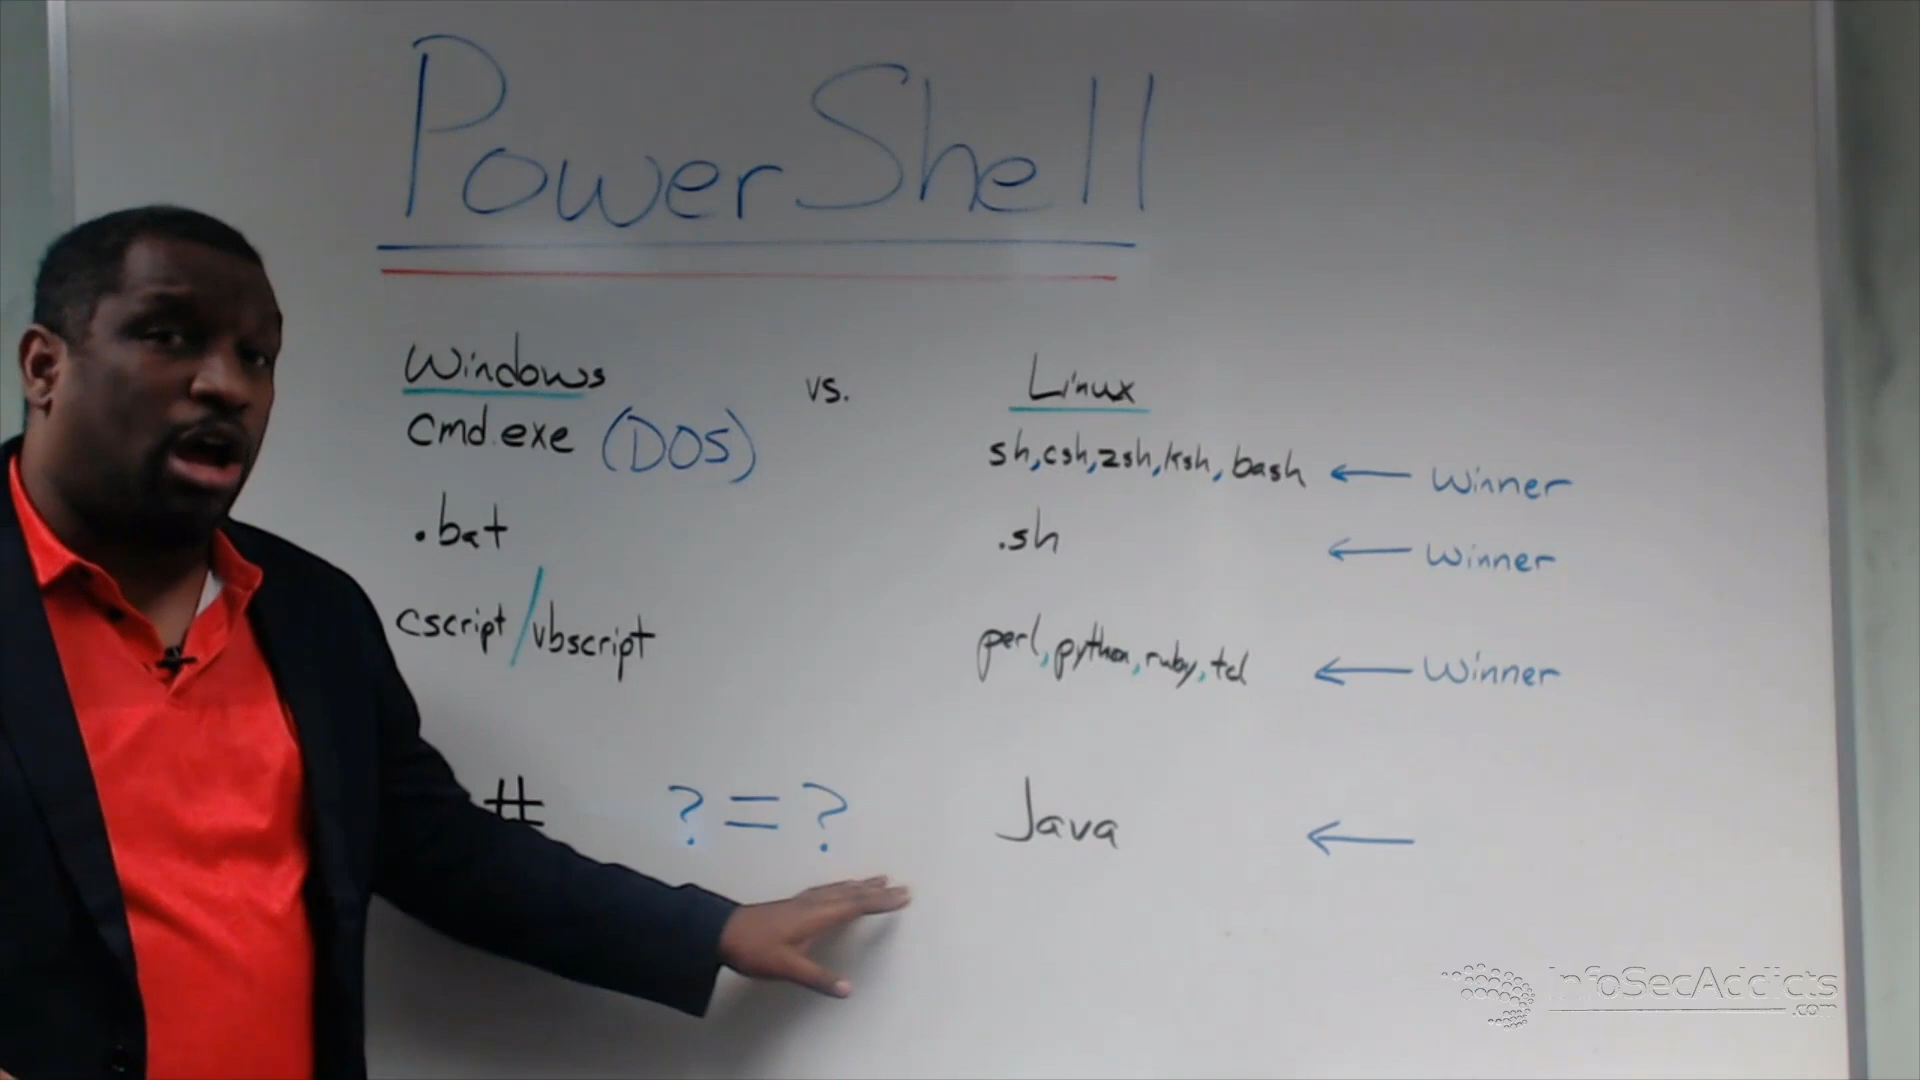 PowerShell
Windows vs. Linux
cmd.exe (DOS) sh,csh,zsh,ksh, bash ← Winner
.bat .sh ← Winner
cscript/vbscript perl,python,ruby,tcl ← Winner
# ?=? Java ←
InfoSecAddicts
.com